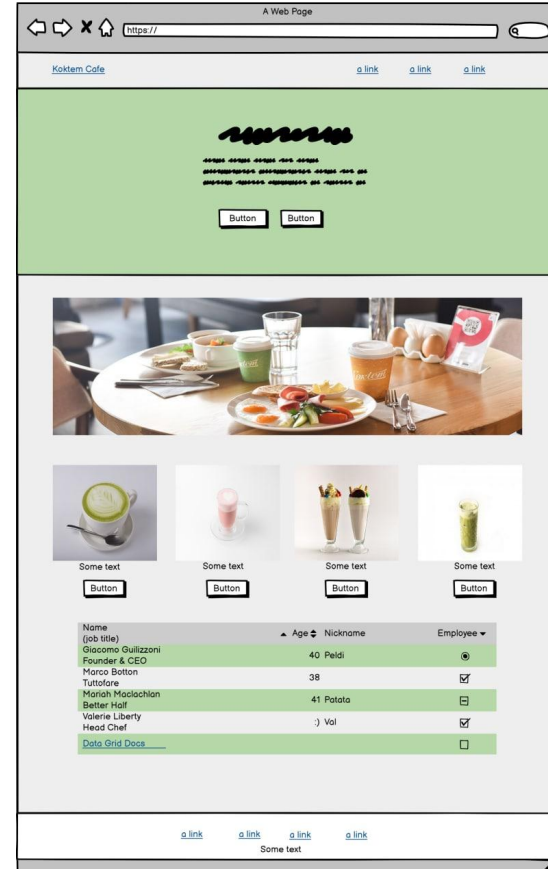 A Web Page
https://
Koktem Cafe a link a link a link
Button Button
Some text Some text Some text Some text
Button Button Button Button
Name
(job title) Age Nickname Employee
Giacomo Guilizzoni
Founder & CEO 40 Peldi
Marco Botton
Tuttofare 38
Mariah Maclachlan
Better Half 41 Patata
Valerie Liberty
Head Chef :) Val
Data Grid Docs
a link a link a link a link
Some text